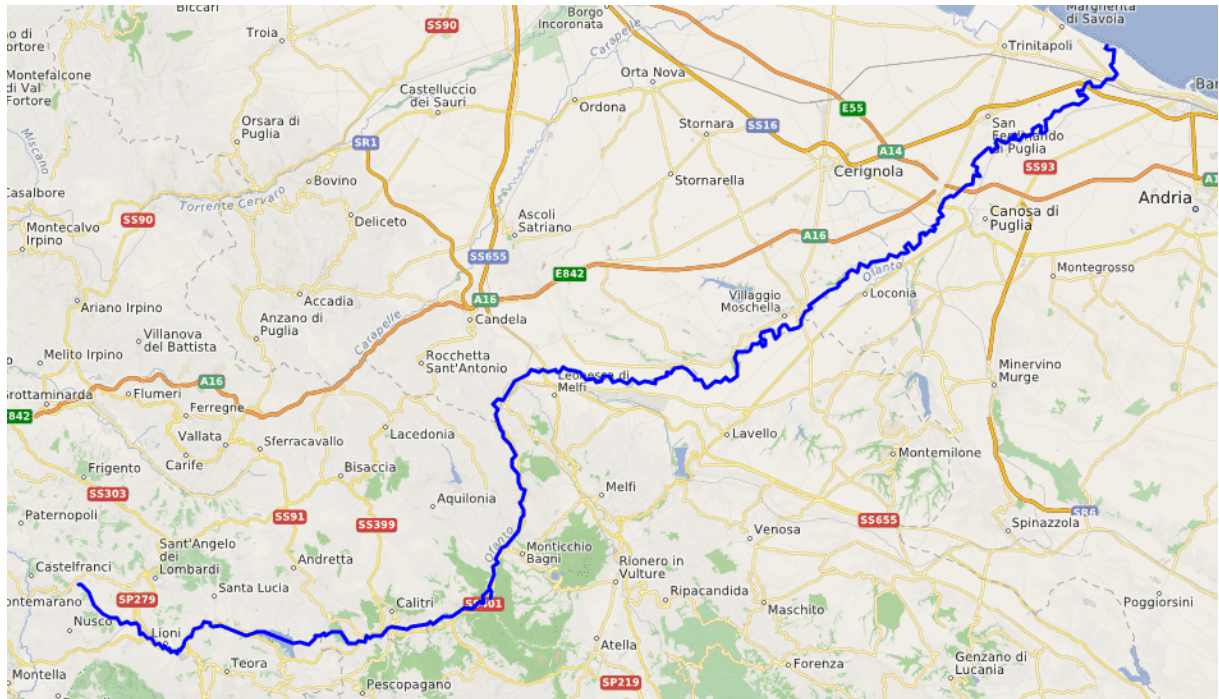 Biccari
SS90
Borgo
Incoronata
Margherita
di Savoia
no di
Fortore
Troia
Carapelle
Trinitapoli
Montefalcone
di Val
Fortore
Orta Nova
Bar
Castelluccio
dei Sauri
Ordona
E55
Orsara di
Puglia
Stornara
SS16
San
Ferdinando
di Puglia
Miscano
SR1
A14
SS93
Cerignola
A1
Bovino
Stornarella
Casalbore
Torrente Cervaro
Andria
SS90
Deliceto
Ascoli
Satriano
Canosa di
Puglia
Montecalvo
Irpino
A16
SS655
E842
Ofanto
Montegrosso
Accadia
A16
Villaggio
Moschella
Loconia
Ariano Irpino
Anzano di
Puglia
Candela
Carapelle
Villanova
del Battista
Melito Irpino
Rocchetta
Sant'Antonio
Minervino
Murge
A16
Leonessa di
Melfi
Grottaminarda
Flumeri
E842
Ferregne
Lacedonia
Lavello
Vallata
Sferracavallo
Carife
Montemilone
Frigento
Bisaccia
SS303
Aquilonia
Melfi
SS91
SS399
SS655
SR6
Paternopoli
Ofanto
Venosa
Spinazzola
Sant'Angelo
dei
Lombardi
Andretta
Monticchio
Bagni
Rionero in
Vulture
Castelfranci
Santa Lucia
Ripacandida
Poggiorsini
ontemarano
SP279
Calitri
Maschito
Nusco
Lioni
Atella
Teora
Forenza
Genzano di
Lucania
Montella
Pescopagano
SP219